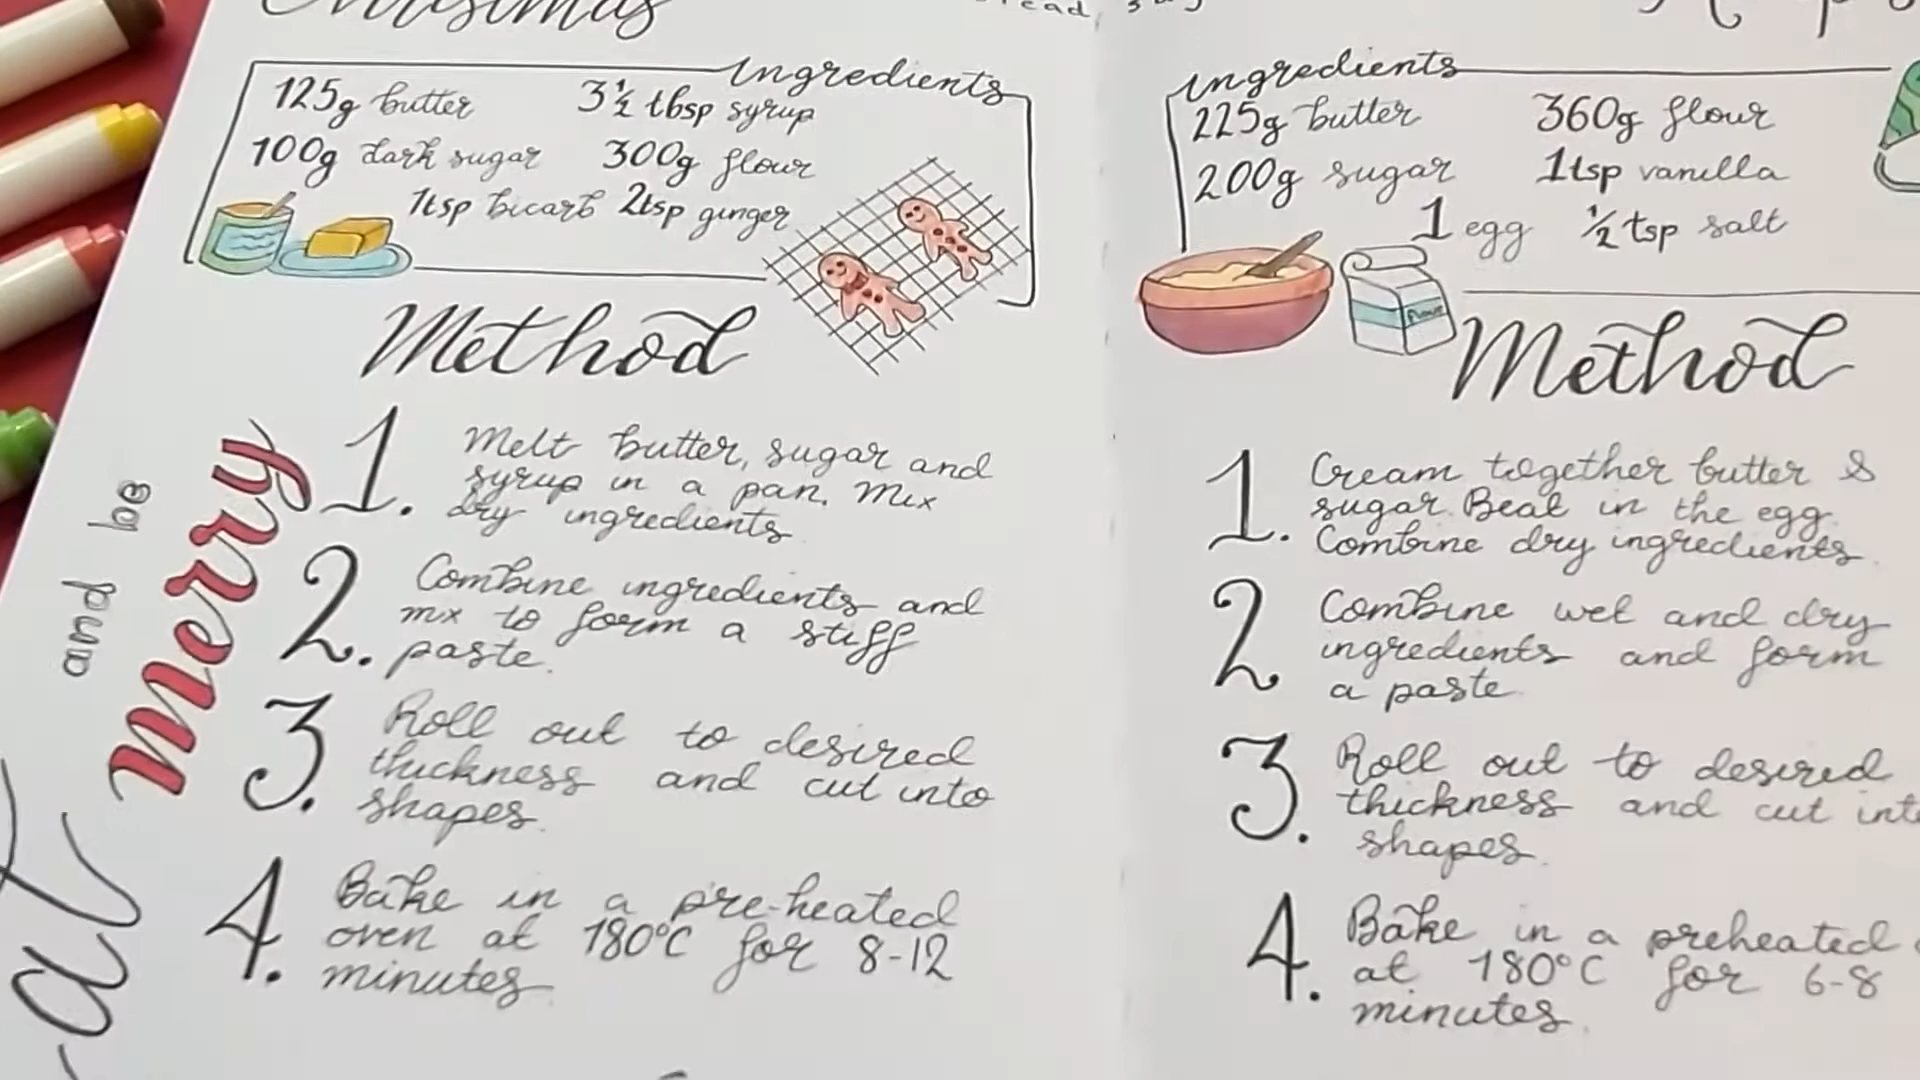 Christmas
Ingredients
125g butter 3½ tbsp syrup
100g dark sugar 300g flour
1tsp bicarb 2tsp ginger
Method
1. Melt butter, sugar and
syrup in a pan. Mix
dry ingredients
2. Combine ingredients and
mix to form a stiff
paste.
3. Roll out to desired
thickness and cut into
shapes.
4. Bake in a pre-heated
oven at 180°C for 8-12
minutes
and be
merry
Ingredients
225g butter 360g flour
200g sugar 1tsp vanilla
1 egg ½ tsp salt
Flour
Method
1. Cream together butter &
sugar. Beat in the egg.
Combine dry ingredients.
2 Combine wet and dry
ingredients and form
a paste.
3. Roll out to desired
thickness and cut int
shapes.
4. Bake in a preheated
at 180°C for 6-8
minutes.